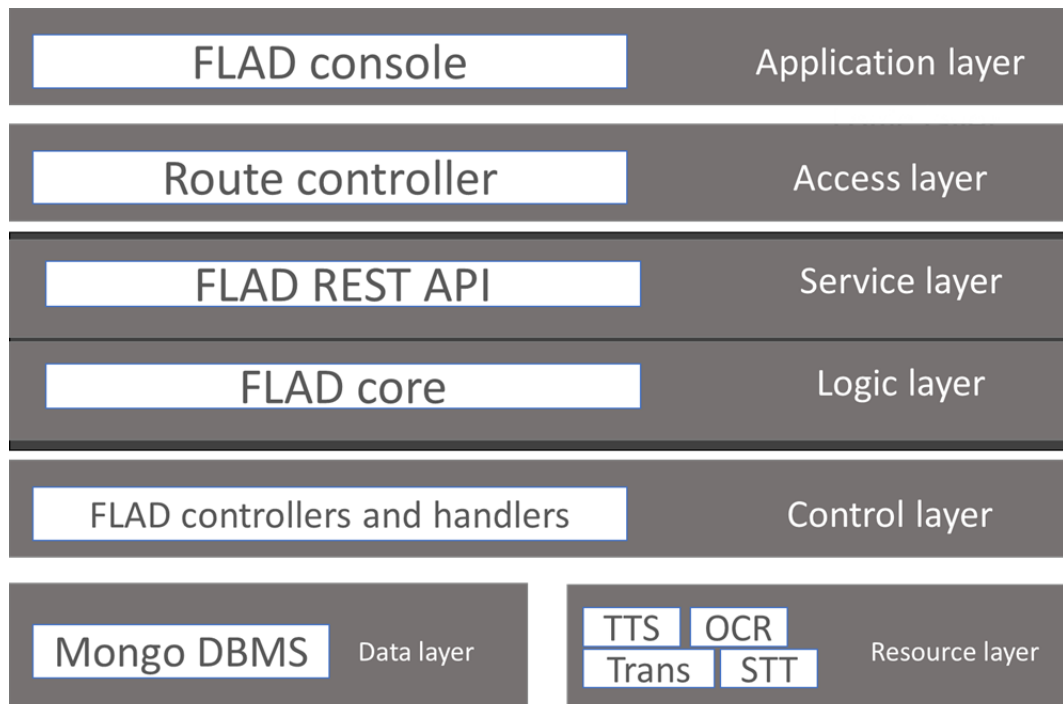 FLAD console Application layer
Route controller Access layer
FLAD REST API Service layer
FLAD core Logic layer
FLAD controllers and handlers Control layer
Mongo DBMS Data layer
TTS OCR
Trans STT
Resource layer